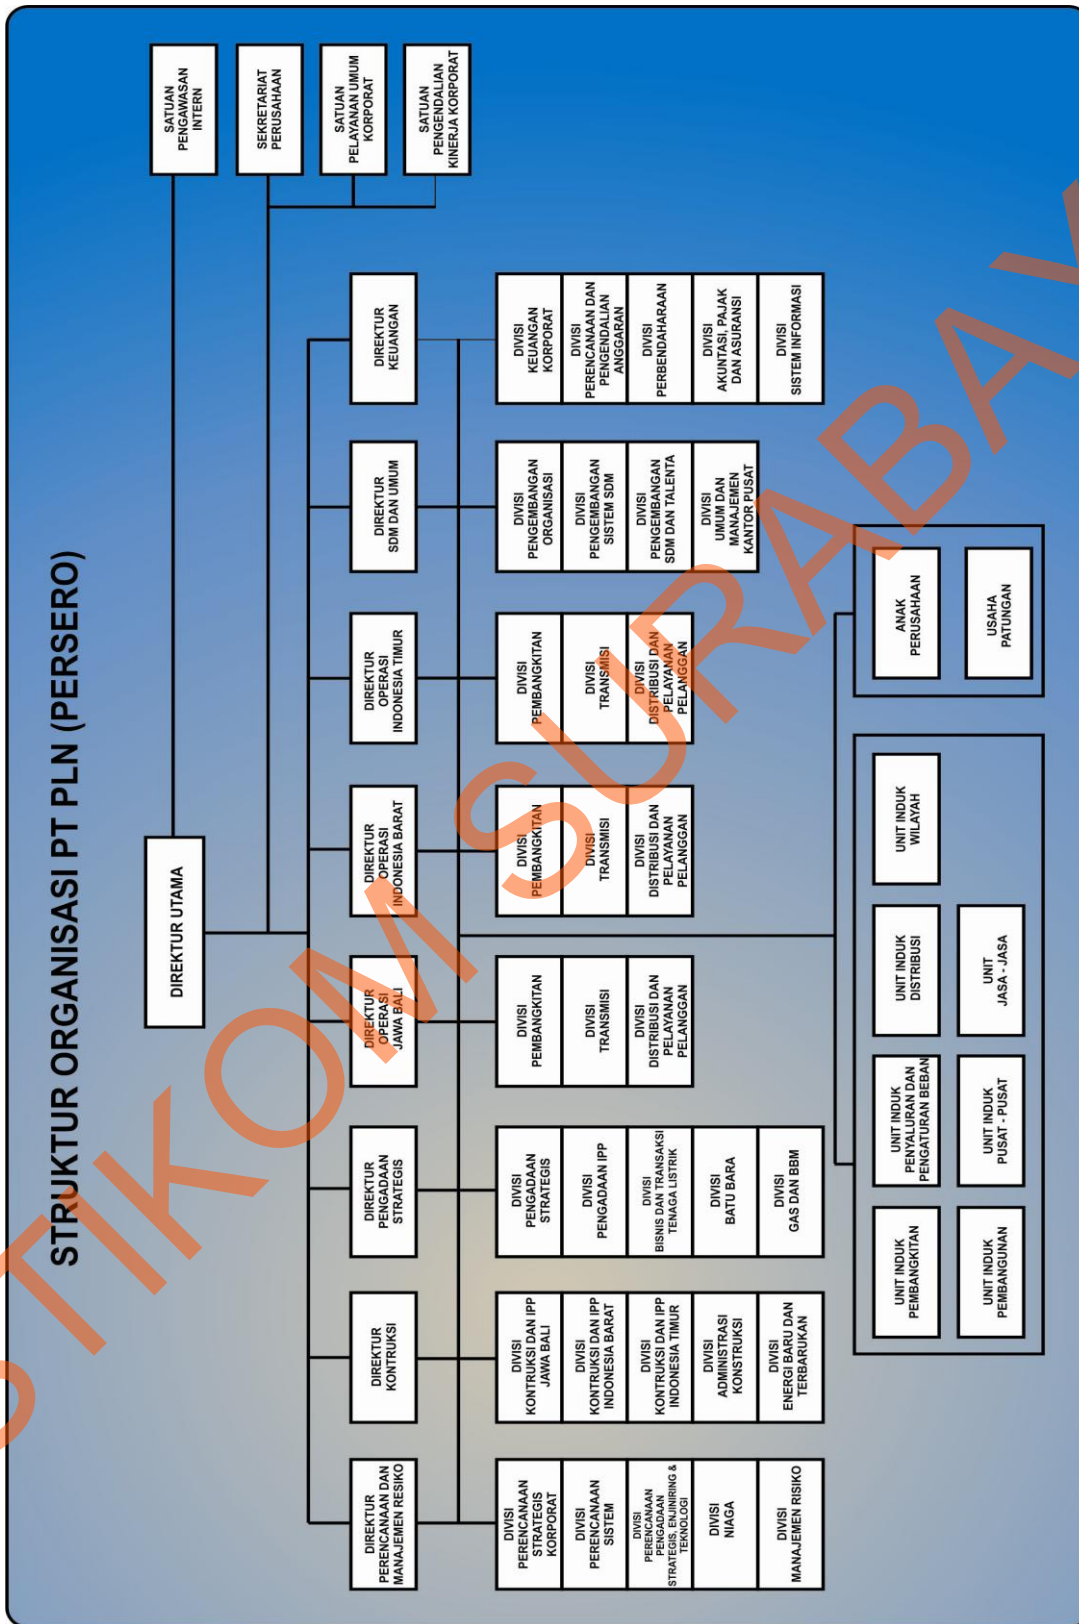 STRUKTUR ORGANISASI PT PLN (PERSERO)
DIREKTUR UTAMA
SATUAN
PENGAWASAN
INTERN
SEKRETARIAT
PERUSAHAAN
SATUAN
PELAYANAN UMUM
KORPORAT
SATUAN
PENGENDALIAN
KINERJA KORPORAT
DIREKTUR
PERENCANAAN DAN
MANAJEMEN RESIKO
DIREKTUR
KONTRUKSI
DIREKTUR
PENGADAAN
STRATEGIS
DIREKTUR
OPERASI
JAWA BALI
DIREKTUR
OPERASI
INDONESIA BARAT
DIREKTUR
OPERASI
INDONESIA TIMUR
DIREKTUR
SDM DAN UMUM
DIREKTUR
KEUANGAN
DIVISI
PERENCANAAN
STRATEGIS
KORPORAT
DIVISI
PERENCANAAN
SISTEM
DIVISI
PERENCANAAN
PENGADAAN
STRATEGIS, ENJINIRING &
TEKNOLOGI
DIVISI
NIAGA
DIVISI
MANAJEMEN RISIKO
DIVISI
KONTRUKSI DAN IPP
JAWA BALI
DIVISI
KONTRUKSI DAN IPP
INDONESIA BARAT
DIVISI
KONTRUKSI DAN IPP
INDONESIA TIMUR
DIVISI
ADMINISTRASI
KONSTRUKSI
DIVISI
ENERGI BARU DAN
TERBARUKAN
DIVISI
PENGADAAN
STRATEGIS
DIVISI
PENGADAAN IPP
DIVISI
BISNIS DAN TRANSAKSI
TENAGA LISTRIK
DIVISI
BATU BARA
DIVISI
GAS DAN BBM
DIVISI
PEMBANGKITAN
DIVISI
TRANSMISI
DIVISI
DISTRIBUSI DAN
PELAYANAN
PELANGGAN
DIVISI
PEMBANGKITAN
DIVISI
TRANSMISI
DIVISI
DISTRIBUSI DAN
PELAYANAN
PELANGGAN
DIVISI
PEMBANGKITAN
DIVISI
TRANSMISI
DIVISI
DISTRIBUSI DAN
PELAYANAN
PELANGGAN
DIVISI
PENGEMBANGAN
ORGANISASI
DIVISI
PENGEMBANGAN
SISTEM SDM
DIVISI
PENGEMBANGAN
SDM DAN TALENTA
DIVISI
UMUM DAN
MANAJEMEN
KANTOR PUSAT
DIVISI
KEUANGAN
KORPORAT
DIVISI
PERENCANAAN DAN
PENGENDALIAN
ANGGARAN
DIVISI
PERBENDAHARAAN
DIVISI
AKUNTASI, PAJAK
DAN ASURANSI
DIVISI
SISTEM INFORMASI
UNIT INDUK
PEMBANGKITAN
UNIT INDUK
PENYALURAN DAN
PENGATURAN BEBAN
UNIT INDUK
DISTRIBUSI
UNIT INDUK
WILAYAH
UNIT INDUK
PEMBANGUNAN
UNIT INDUK
PUSAT - PUSAT
UNIT
JASA - JASA
ANAK
PERUSAHAAN
USAHA
PATUNGAN
STIKOM SURABAY